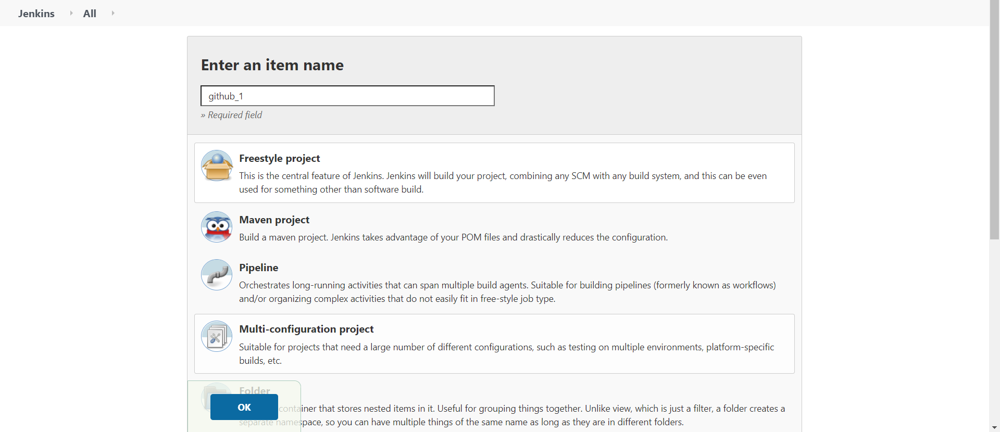 Jenkins All
Enter an item name
github_1
» Required field
Freestyle project
This is the central feature of Jenkins. Jenkins will build your project, combining any SCM with any build system, and this can be even
used for something other than software build.
Maven project
Build a maven project. Jenkins takes advantage of your POM files and drastically reduces the configuration.
Pipeline
Orchestrates long-running activities that can span multiple build agents. Suitable for building pipelines (formerly known as workflows)
and/or organizing complex activities that do not easily fit in free-style job type.
Multi-configuration project
Suitable for projects that need a large number of different configurations, such as testing on multiple environments, platform-specific
builds, etc.
Folder
container that stores nested items in it. Useful for grouping things together. Unlike view, which is just a filter, a folder creates a
separate namespace, so you can have multiple things of the same name as long as they are in different folders.
OK